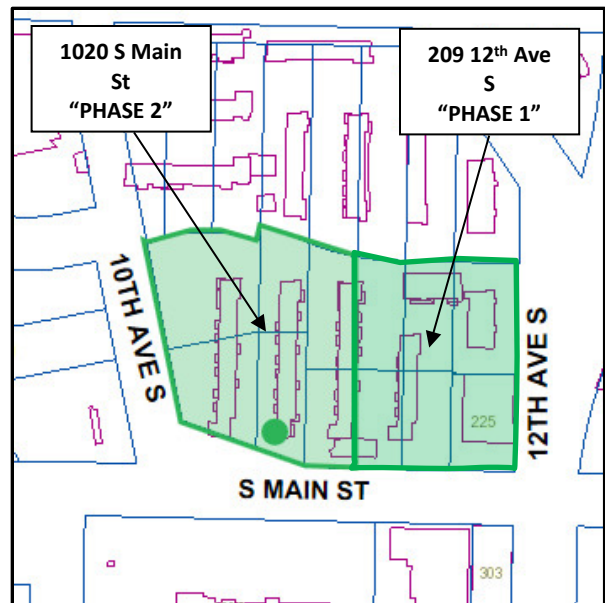 1020 S Main
St
“PHASE 2”
209 12th Ave
S
“PHASE 1”
10TH AVE S
12TH AVE S
225
S MAIN ST
303